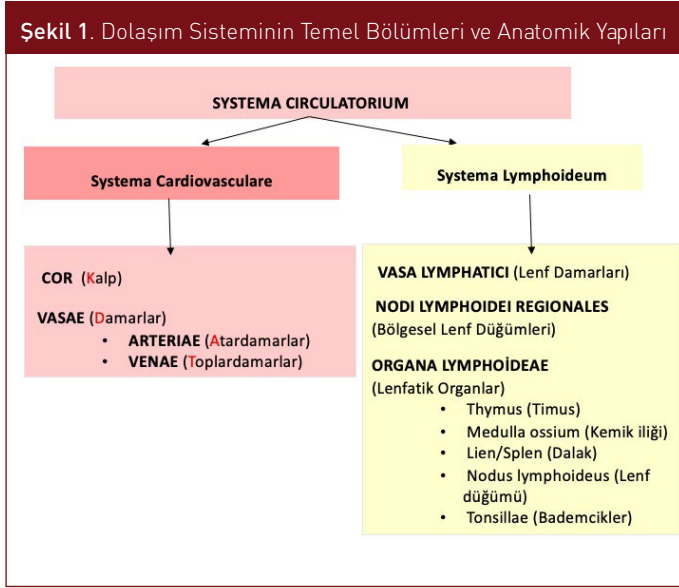 Şekil 1. Dolaşım Sisteminin Temel Bölümleri ve Anatomik Yapıları
SYSTEMA CIRCULATORIUM
Systema Cardiovasculare
Systema Lymphoideum
COR (Kalp)
VASAE (Damarlar)
• ARTERIAE (Atardamarlar)
• VENAE (Toplardamarlar)
VASA LYMPHATICI (Lenf Damarları)
NODI LYMPHOIDEI REGIONALES
(Bölgesel Lenf Düğümleri)
ORGANA LYMPHOİDEAE
(Lenfatik Organlar)
• Thymus (Timus)
• Medulla ossium (Kemik iliği)
• Lien/Splen (Dalak)
• Nodus lymphoideus (Lenf
düğümü)
• Tonsillae (Bademcikler)